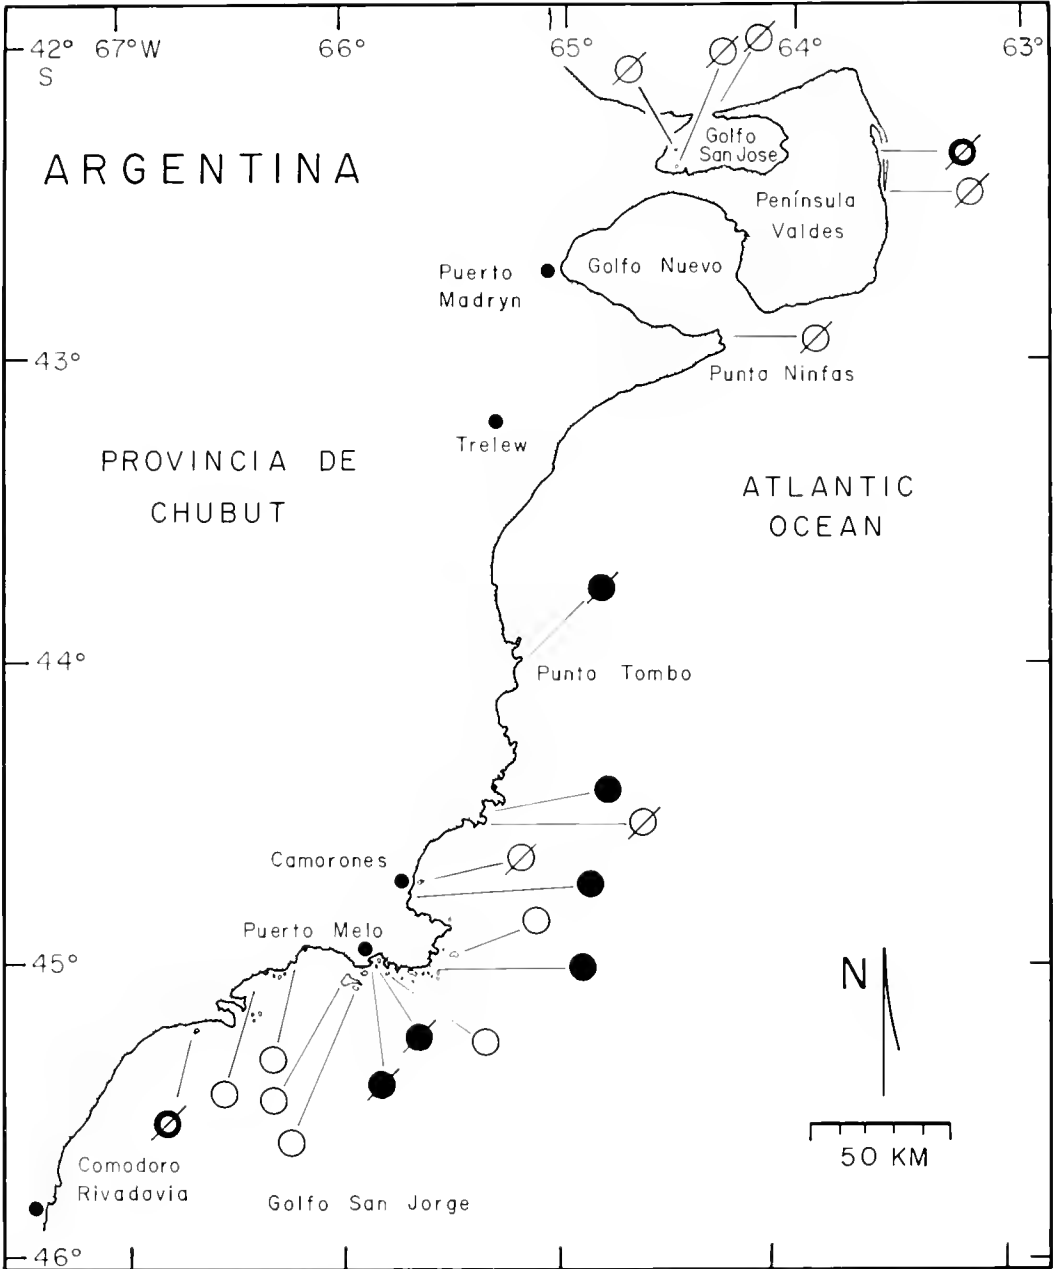 42° 67°W 66° 65° 64° 63°
S
ARGENTINA
Golfo
San Jose
Península
Valdes
Golfo Nuevo
Puerto
Madryn
43°
Punta Ninfas
Trelew
PROVINCIA DE
CHUBUT
ATLANTIC
OCEAN
44°
Punto Tombo
Camorones
Puerto Melo
45°
N
50 KM
Comodoro
Rivadavia
Golfo San Jorge
46°